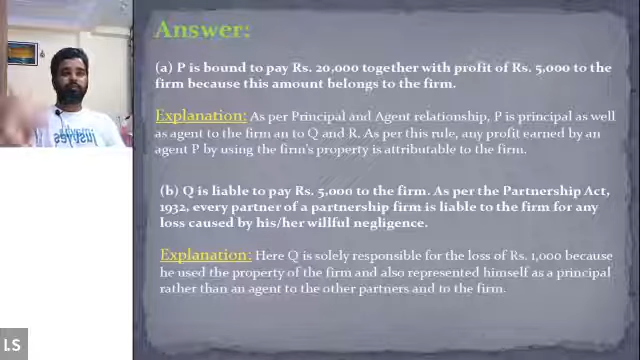 Answer:
(a) P is bound to pay Rs. 20,000 together with profit of Rs. 5,000 to the
firm because this amount belongs to the firm.
Explanation: As per Principal and Agent relationship, P is principal as well
as agent to the firm an to Q and R. As per this rule, any profit earned by an
agent P by using the firm's property is attributable to the firm.
(b) Q is liable to pay Rs. 5,000 to the firm. As per the Partnership Act,
1932, every partner of a partnership firm is liable to the firm for any
loss caused by his/her willful negligence.
Explanation: Here Q is solely responsible for the loss of Rs. 1,000 because
he used the property of the firm and also represented himself as a principal
rather than an agent to the other partners and to the firm.
LS